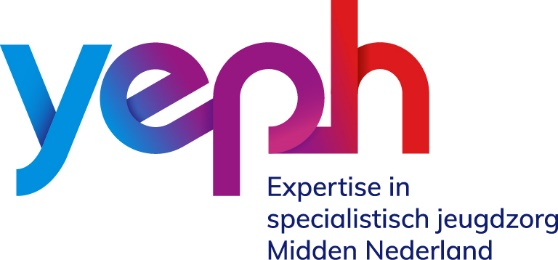 yeph
Expertise in
specialistisch jeugdzorg
Midden Nederland